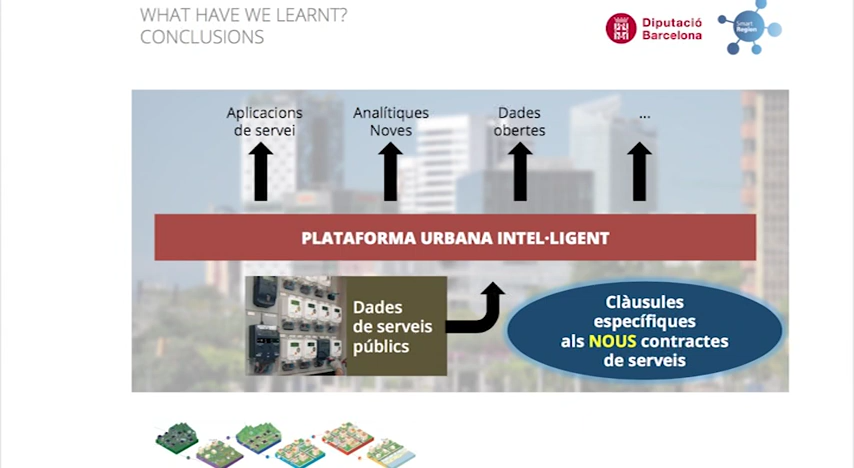 WHAT HAVE WE LEARNT?
CONCLUSIONS
Diputació
Barcelona
Smart
Region
Aplicacions
de servei
Analítiques
Noves
Dades
obertes
...
PLATAFORMA URBANA INTEL·LIGENT
Dades
de serveis
públics
Clàusules
específiques
als NOUS contractes
de serveis